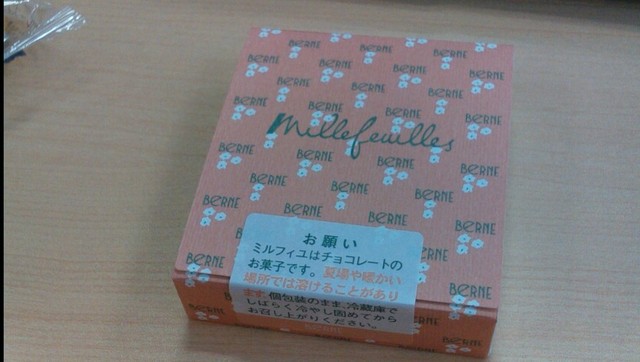 BERNE
Millefeuilles
お願い
ミルフィユはチョコレートの
お菓子です。夏場や暖かい
場所では溶けることがあり
ます。個包装のまま、冷蔵庫で
しばらく冷やし固めてから
お召し上がりください。